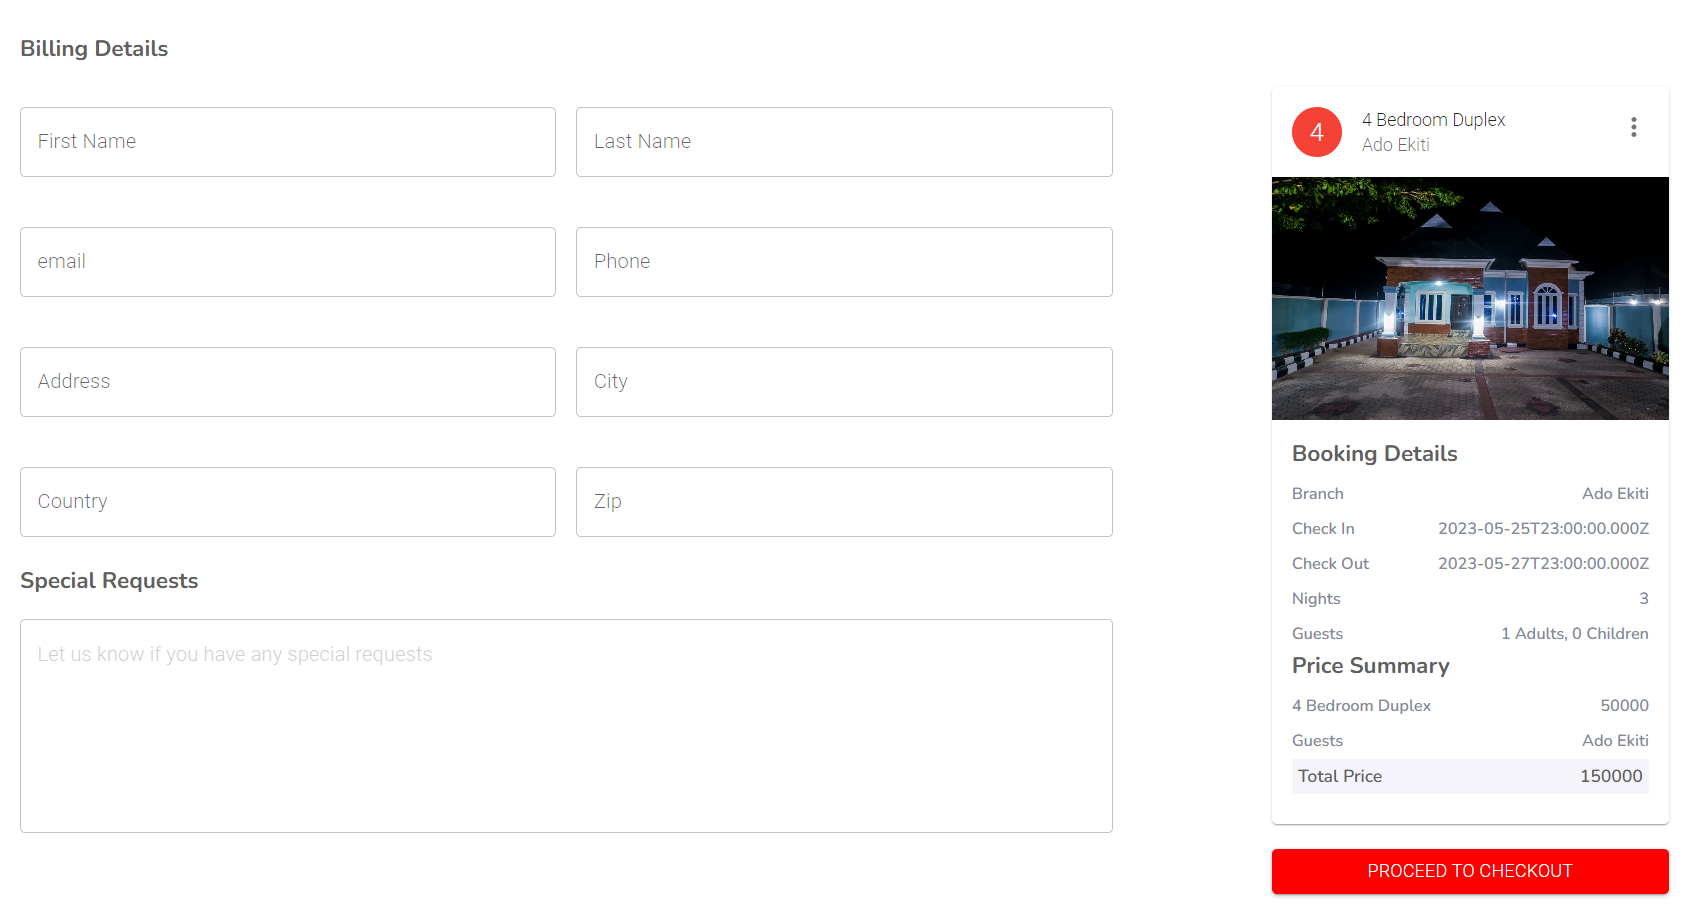 Billing Details
First Name
Last Name
email
Phone
Address
City
Country
Zip
Special Requests
Let us know if you have any special requests
4
4 Bedroom Duplex
Ado Ekiti
Booking Details
Branch Ado Ekiti
Check In 2023-05-25T23:00:00.000Z
Check Out 2023-05-27T23:00:00.000Z
Nights 3
Guests 1 Adults, 0 Children
Price Summary
4 Bedroom Duplex 50000
Guests Ado Ekiti
Total Price 150000
PROCEED TO CHECKOUT